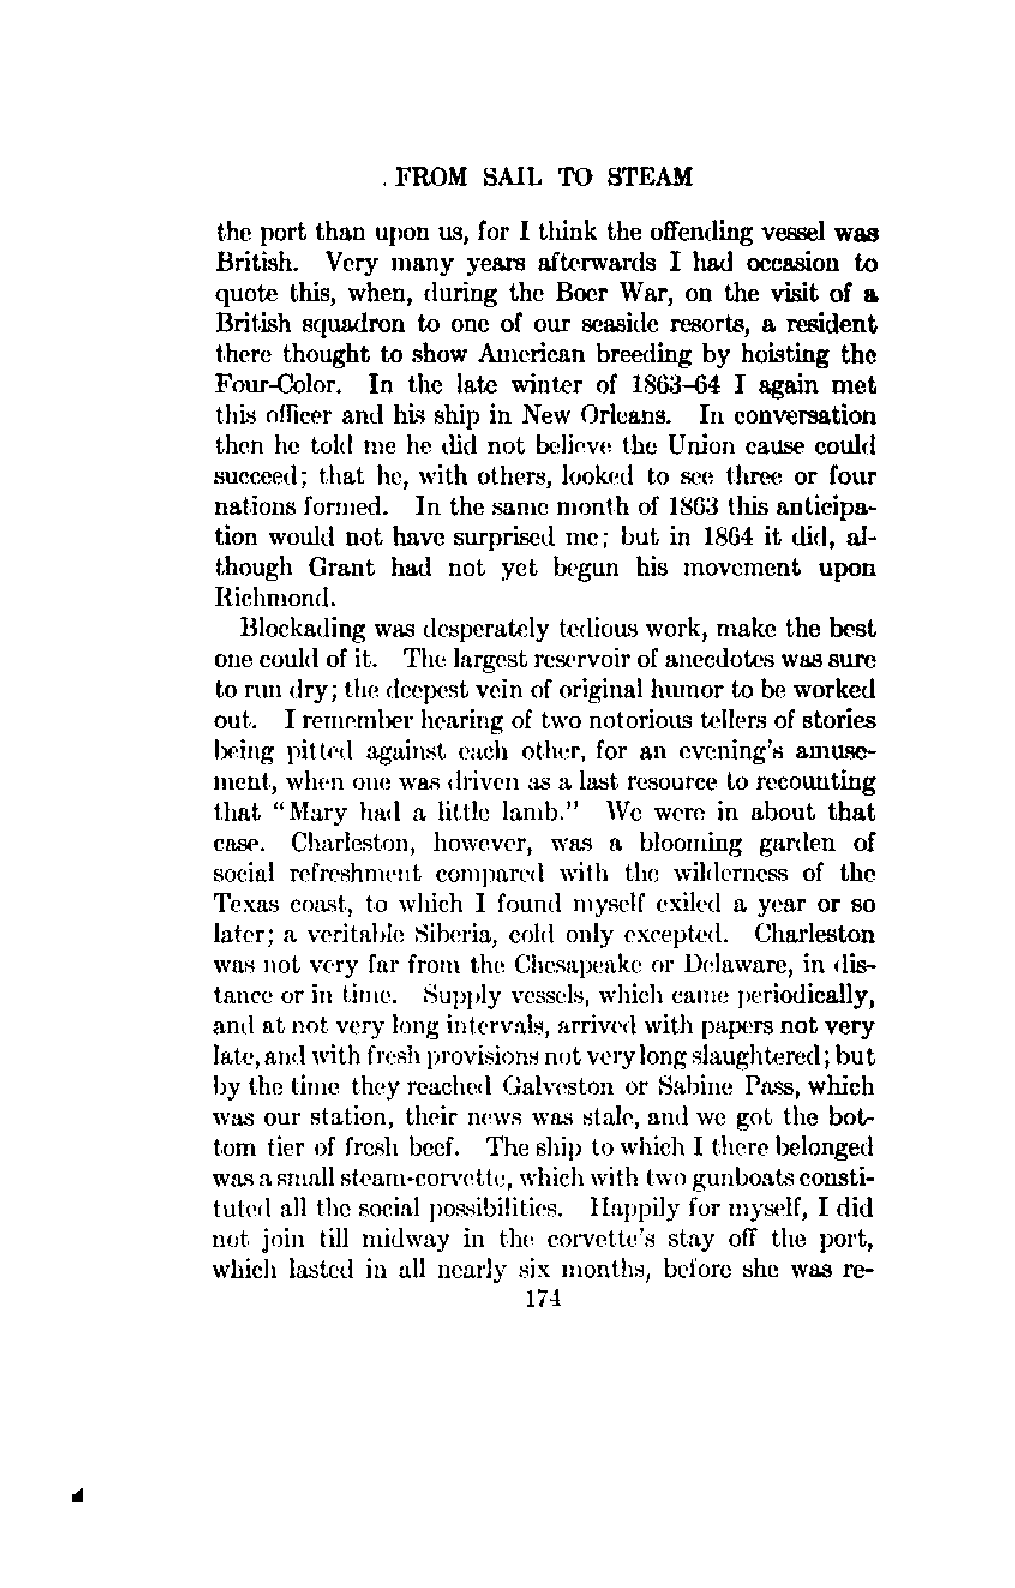 . FROM SAIL TO STEAM
the port than upon us, for I think the offending vessel was
British. Very many years afterwards I had occasion to
quote this, when, during the Boer War, on the visit of a
British squadron to one of our seaside resorts, a resident
there thought to show American breeding by hoisting the
Four-Color. In the late winter of 1863–64 I again met
this officer and his ship in New Orleans. In conversation
then he told me he did not believe the Union cause could
succeed; that he, with others, looked to see three or four
nations formed. In the same month of 1863 this anticipa-
tion would not have surprised me; but in 1864 it did, al-
though Grant had not yet begun his movement upon
Richmond.
Blockading was desperately tedious work, make the best
one could of it. The largest reservoir of anecdotes was sure
to run dry; the deepest vein of original humor to be worked
out. I remember hearing of two notorious tellers of stories
being pitted against each other, for an evening's amuse-
ment, when one was driven as a last resource to recounting
that "Mary had a little lamb." We were in about that
case. Charleston, however, was a blooming garden of
social refreshment compared with the wilderness of the
Texas coast, to which I found myself exiled a year or so
later; a veritable Siberia, cold only excepted. Charleston
was not very far from the Chesapeake or Delaware, in dis-
tance or in time. Supply vessels, which came periodically,
and at not very long intervals, arrived with papers not very
late, and with fresh provisions not very long slaughtered; but
by the time they reached Galveston or Sabine Pass, which
was our station, their news was stale, and we got the bot-
tom tier of fresh beef. The ship to which I there belonged
was a small steam-corvette, which with two gunboats consti-
tuted all the social possibilities. Happily for myself, I did
not join till midway in the corvette's stay off the port,
which lasted in all nearly six months, before she was re-
174